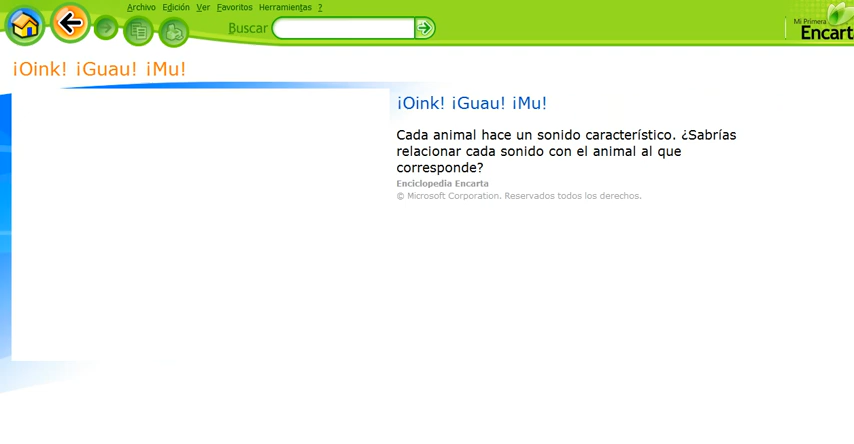 Archivo Edición Ver Favoritos Herramientas ?
Buscar
Mi Primera
Encart
¡Oink! ¡Guau! ¡Mu!
¡Oink! ¡Guau! ¡Mu!
Cada animal hace un sonido característico. ¿Sabrías
relacionar cada sonido con el animal al que
corresponde?
Enciclopedia Encarta
© Microsoft Corporation. Reservados todos los derechos.